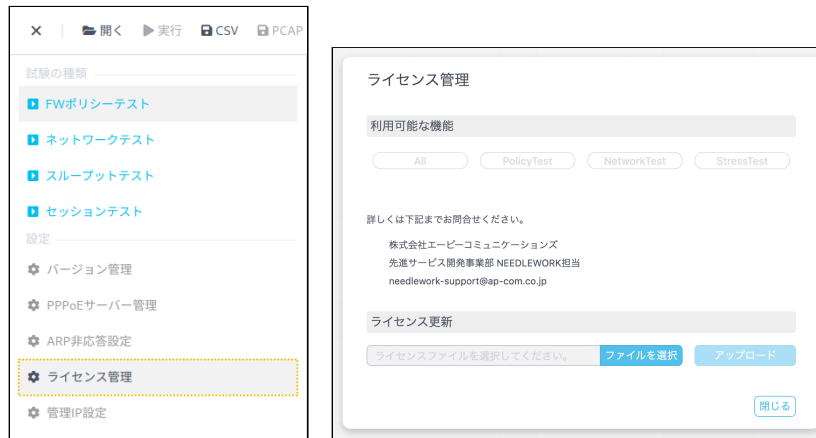 × 開く 実行 CSV PCAP
試験の種類
FWポリシーテスト
ネットワークテスト
スループットテスト
セッションテスト
設定
バージョン管理
PPPoEサーバー管理
ARP非応答設定
ライセンス管理
管理IP設定
ライセンス管理
利用可能な機能
All PolicyTest NetworkTest StressTest
詳しくは下記までお問合せください。
株式会社エーピーコミュニケーションズ
先進サービス開発事業部 NEEDLEWORK担当
needlework-support@ap-com.co.jp
ライセンス更新
ライセンスファイルを選択してください。 ファイルを選択 アップロード
閉じる